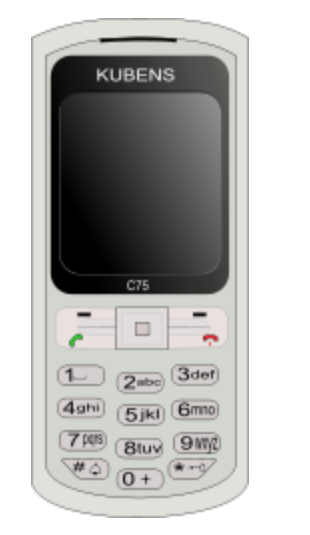 KUBENS
C75
1 2abc 3def
4ghi 5jkl 6mno
7pqrs 8tuv 9wxyz
# 0 + *